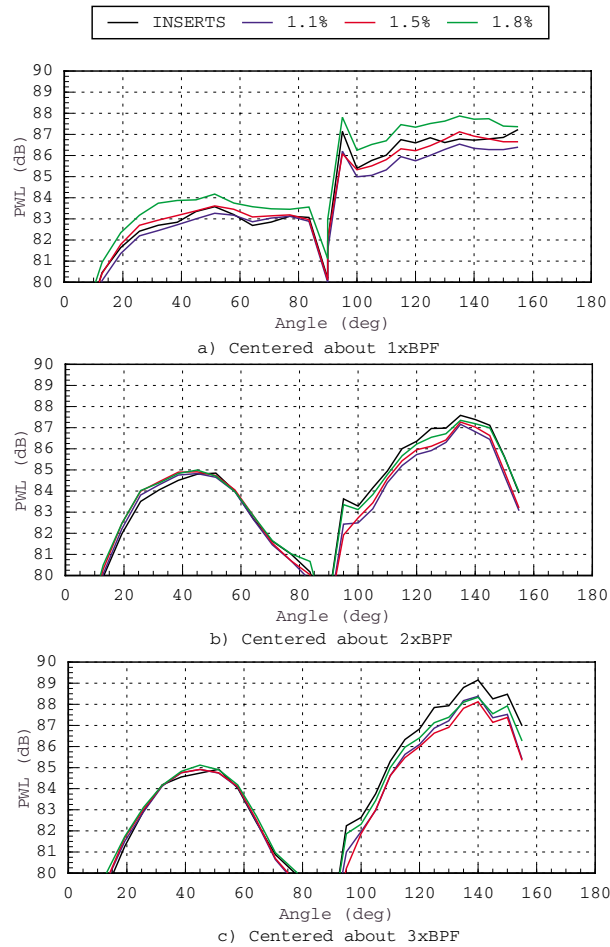 INSERTS 1.1% 1.5% 1.8%
90
89
88
87
86
85
84
83
82
81
80
PWL (dB)
0 20 40 60 80 100 120 140 160 180
Angle (deg)
a) Centered about 1xBPF
90
89
88
87
86
85
84
83
82
81
80
PWL (dB)
0 20 40 60 80 100 120 140 160 180
Angle (deg)
b) Centered about 2xBPF
90
89
88
87
86
85
84
83
82
81
80
PWL (dB)
0 20 40 60 80 100 120 140 160 180
Angle (deg)
c) Centered about 3xBPF